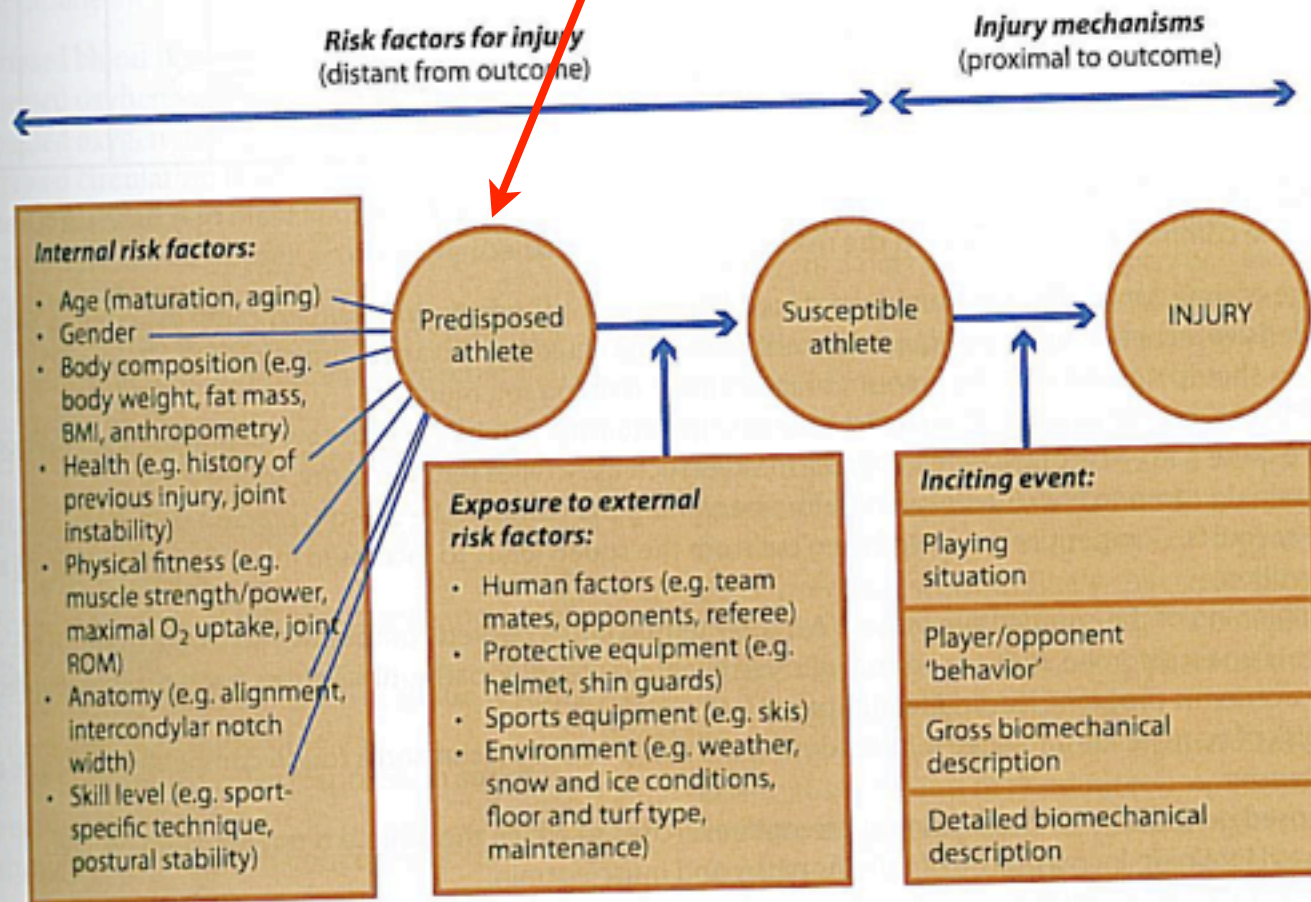 Risk factors for injury
(distant from outcome)
Injury mechanisms
(proximal to outcome)
Internal risk factors:
• Age (maturation, aging)
• Gender
• Body composition (e.g.
body weight, fat mass,
BMI, anthropometry)
• Health (e.g. history of
previous injury, joint
instability)
• Physical fitness (e.g.
muscle strength/power,
maximal O₂ uptake, joint
ROM)
• Anatomy (e.g. alignment,
intercondylar notch
width)
• Skill level (e.g. sport-
specific technique,
postural stability)
Predisposed
athlete
Susceptible
athlete
INJURY
Exposure to external
risk factors:
• Human factors (e.g. team
mates, opponents, referee)
• Protective equipment (e.g.
helmet, shin guards)
• Sports equipment (e.g. skis)
• Environment (e.g. weather,
snow and ice conditions,
floor and turf type,
maintenance)
Inciting event:
Playing
situation
Player/opponent
'behavior'
Gross biomechanical
description
Detailed biomechanical
description